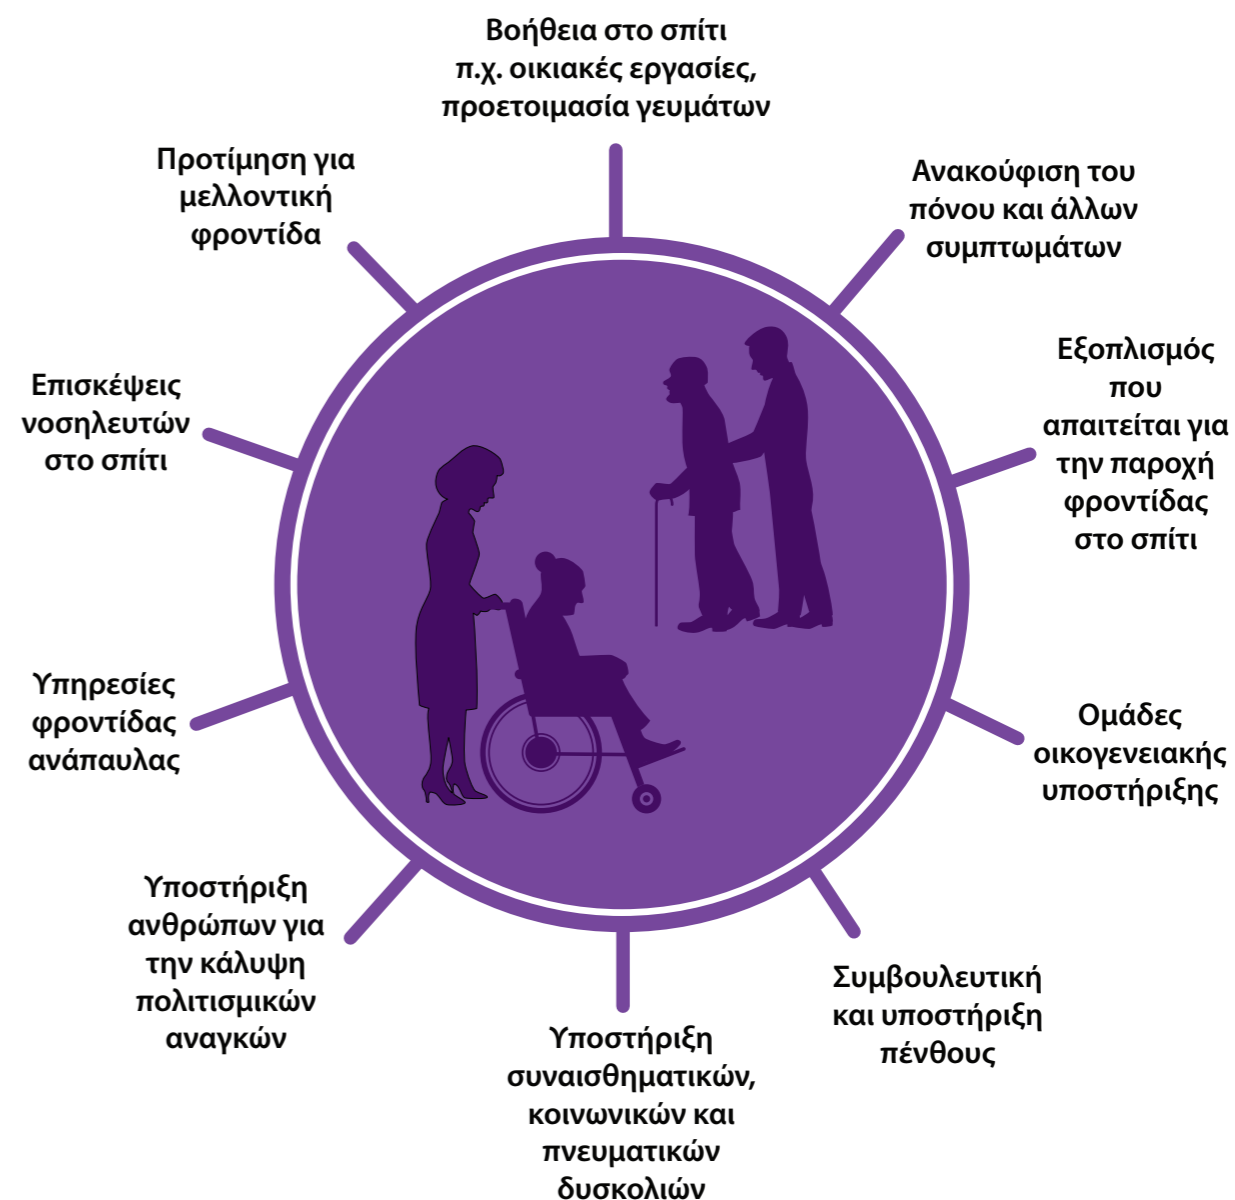 Βοήθεια στο σπίτι
π.χ. οικιακές εργασίες,
προετοιμασία γευμάτων
Ανακούφιση του
πόνου και άλλων
συμπτωμάτων
Εξοπλισμός
που
απαιτείται για
την παροχή
φροντίδας
στο σπίτι
Ομάδες
οικογενειακής
υποστήριξης
Συμβουλευτική
και υποστήριξη
πένθους
Υποστήριξη
συναισθηματικών,
κοινωνικών και
πνευματικών
δυσκολιών
Υποστήριξη
ανθρώπων για
την κάλυψη
πολιτισμικών
αναγκών
Υπηρεσίες
φροντίδας
ανάπαυλας
Επισκέψεις
νοσηλευτών
στο σπίτι
Προτίμηση για
μελλοντική
φροντίδα